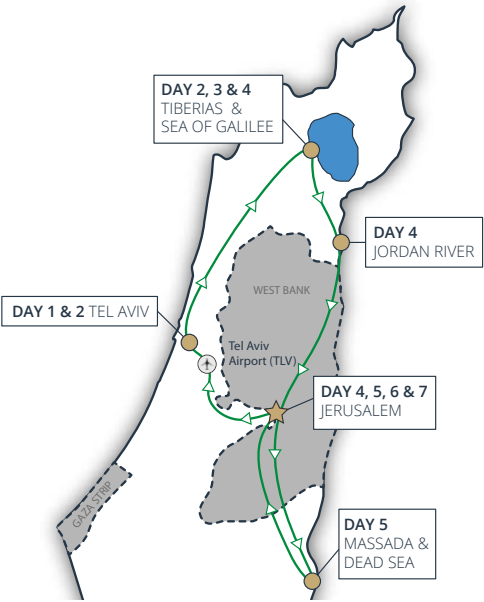 DAY 2, 3 & 4
TIBERIAS &
SEA OF GALILEE
DAY 4
JORDAN RIVER
WEST BANK
DAY 1 & 2 TEL AVIV
Tel Aviv
Airport (TLV)
DAY 4, 5, 6 & 7
JERUSALEM
GAZA STRIP
DAY 5
MASSADA &
DEAD SEA